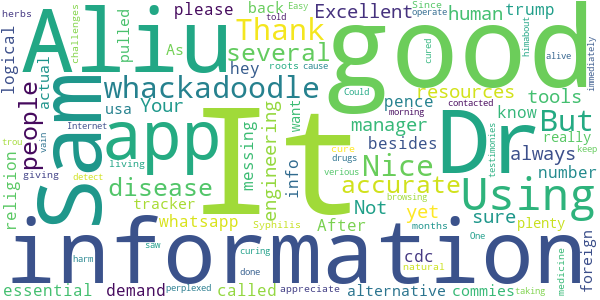 herbs
challenges
Aliu
As
pulled
please
back
Excellent
human
Since
told
Easy
operate
trump
good
himabout
alive
immediately
logical
actual
sam
Thank
several
hey
roots
cause
cured
Could
whackadoodle
Your
usa
pence
resources
tools
people
app
It
Dr
But
want
manager
contacted
know
really
Internet
vain
living
messing
engineering
Nice
besides
morning
testimonies
always
disease
info
accurate
number
religion
giving
tracker
cure
drugs
verious
Not
Using
trou
detect
whatsapp
yet
sure
plenty
keep
Syphilis
After
months
browsing
One
foreign
information
saw
curing
cdc
natural
medicine
harm
done
appreciate
essential
demand
perplexed
called
alternative
commies
taking